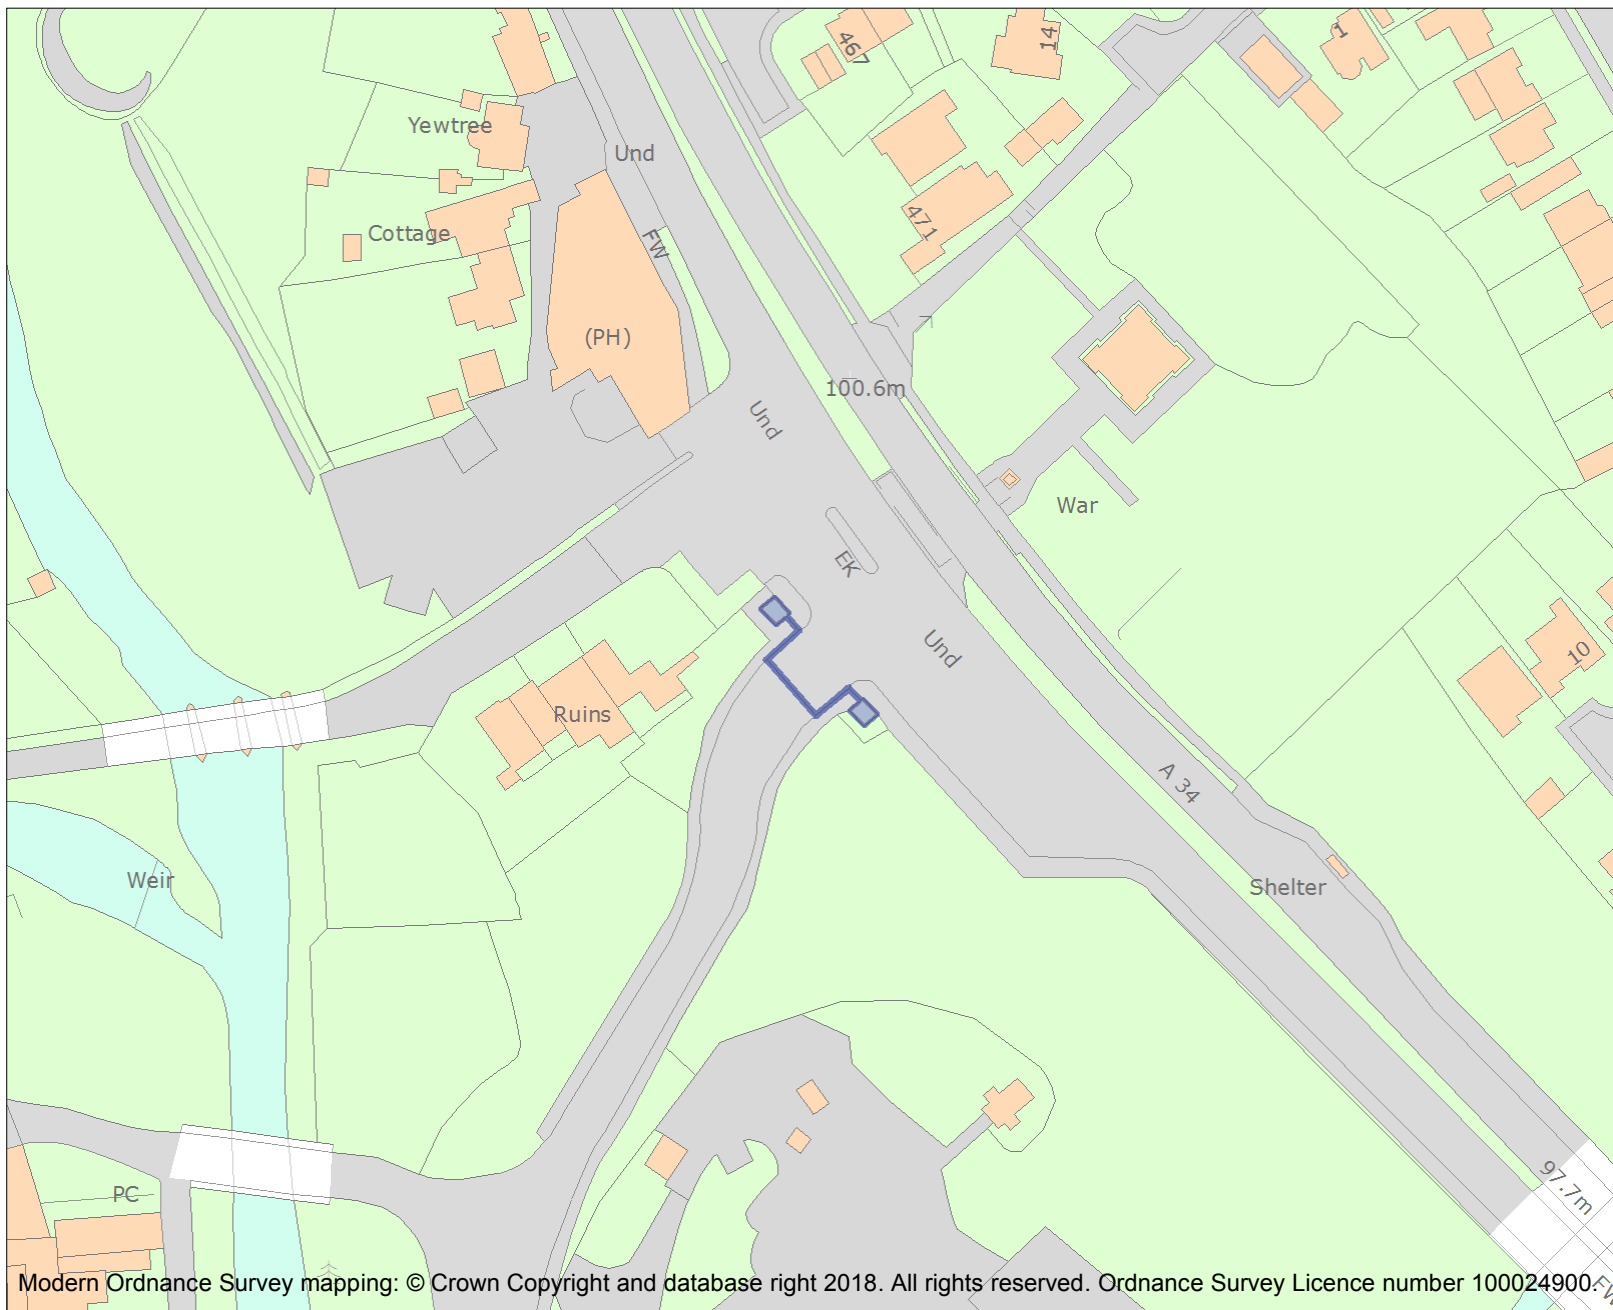 467
14
1
Yewtree
Und
471
Cottage
FW
(PH)
100.6m
Und
War
EK
Und
10
Ruins
A 34
Weir
Shelter
97.7m
PC
Modern Ordnance Survey mapping: © Crown Copyright and database right 2018. All rights reserved. Ordnance Survey Licence number 100024900.
FW